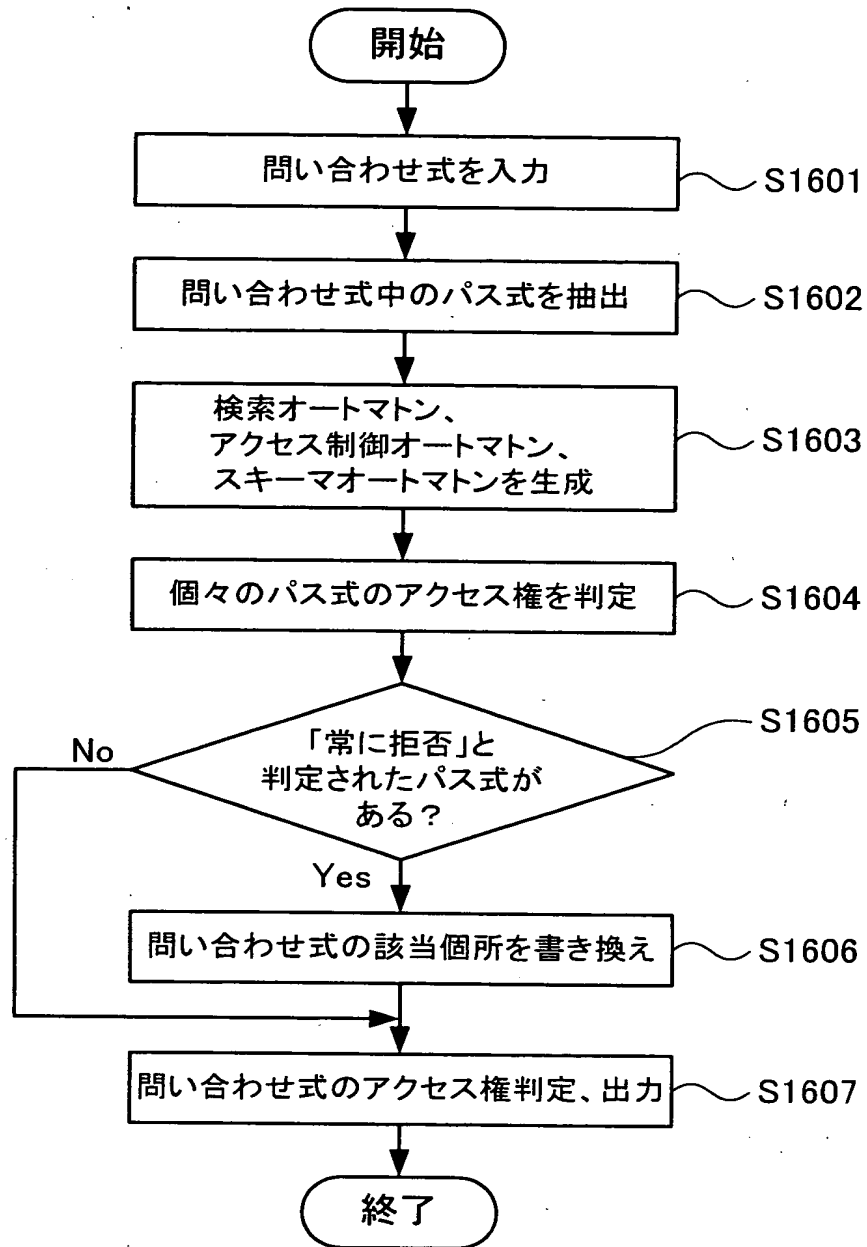 開始
問い合わせ式を入力
S1601
問い合わせ式中のパス式を抽出
S1602
検索オートマトン、
アクセス制御オートマトン、
スキーマオートマトンを生成
S1603
個々のパス式のアクセス権を判定
S1604
「常に拒否」と
判定されたパス式が
ある？
S1605
No
Yes
問い合わせ式の該当個所を書き換え
S1606
問い合わせ式のアクセス権判定、出力
S1607
終了